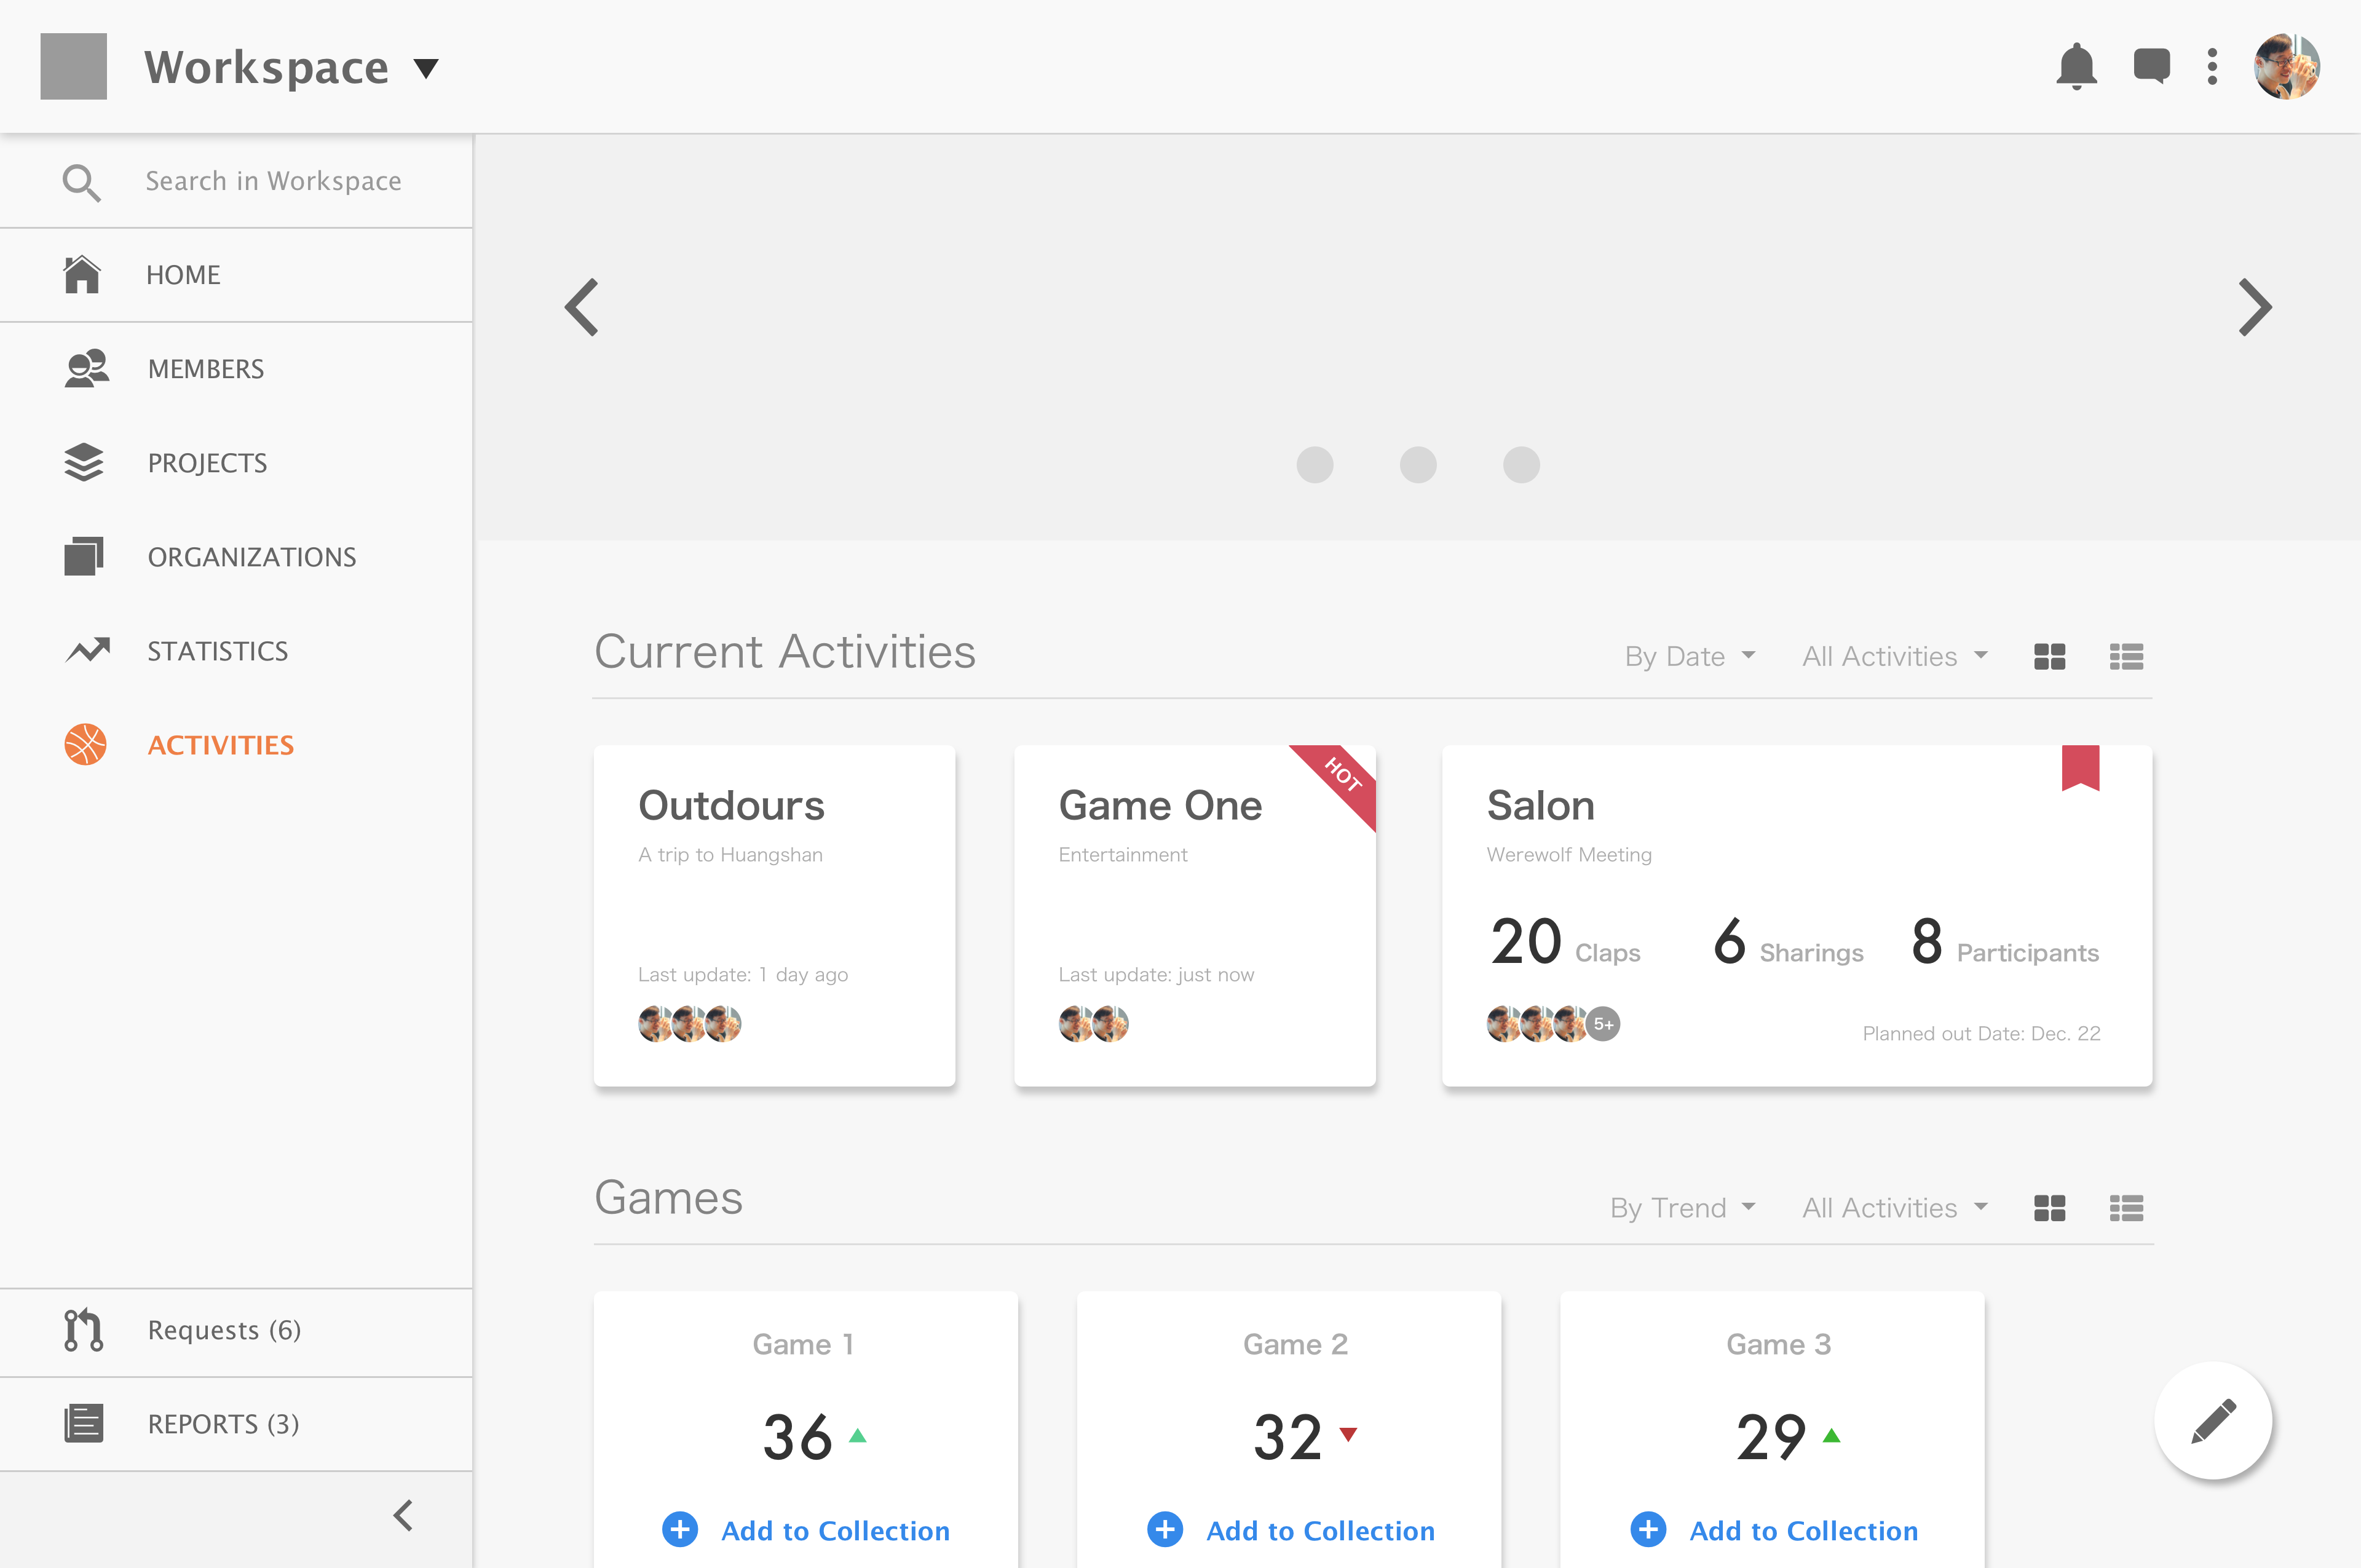 Workspace
Search in Workspace
HOME
MEMBERS
PROJECTS
ORGANIZATIONS
STATISTICS
ACTIVITIES
Requests (6)
REPORTS (3)
Current Activities
By Date
All Activities
Outdours
A trip to Huangshan
Last update: 1 day ago
HOT
Game One
Entertainment
Last update: just now
Salon
Werewolf Meeting
20 Claps
6 Sharings
8 Participants
5+
Planned out Date: Dec. 22
Games
By Trend
All Activities
Game 1
36
Add to Collection
Game 2
32
Add to Collection
Game 3
29
Add to Collection